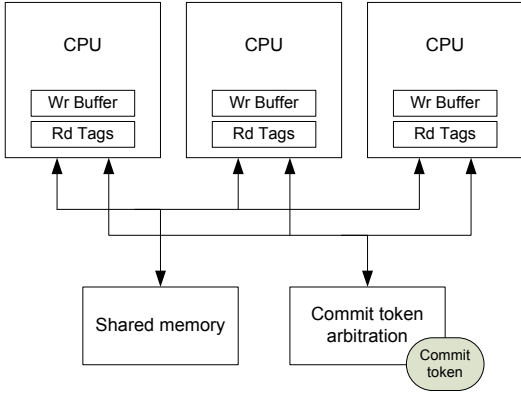 CPU
Wr Buffer
Rd Tags
CPU
Wr Buffer
Rd Tags
CPU
Wr Buffer
Rd Tags
Shared memory
Commit token
arbitration
Commit
token